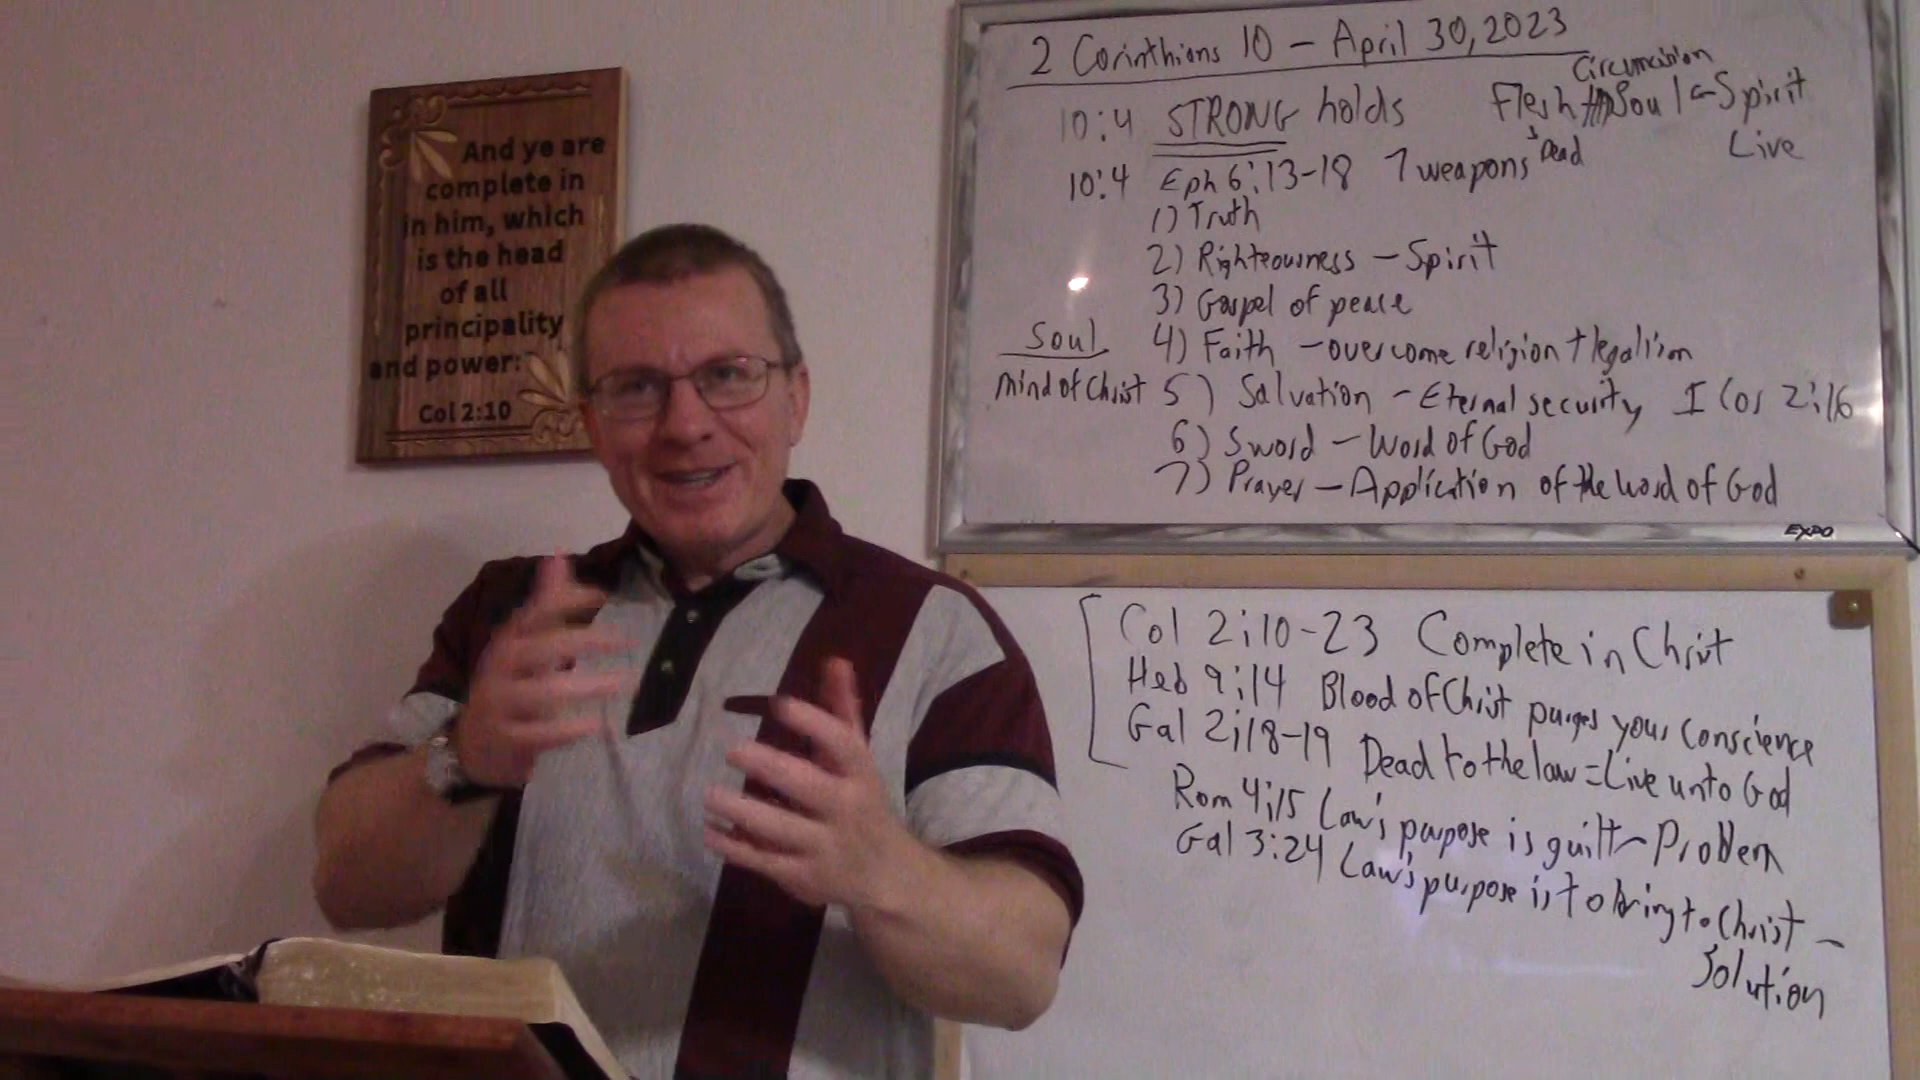 And ye are
complete in
in him, which
is the head
of all
principality
and power:
Col 2:10
2 Corinthians 10 - April 30, 2023
10:4 STRONG holds
Circumcision
Flesh Soul Spirit
Dead Live
10:4 Eph 6:13-18 7 weapons
1) Truth
2) Righteousness - Spirit
3) Gospel of peace
Soul
4) Faith - overcome religion + legalism
mind of Christ 5) Salvation - Eternal security I Cor 2:16
6) Sword - Word of God
7) Prayer - Application of the Word of God
EXPO
Col 2:10-23 Complete in Christ
Heb 9:14 Blood of Christ purges your conscience
Gal 2:18-19 Dead to the law = Live unto God
Rom 4:15 Law's purpose is guilt - Problem
Gal 3:24 Law's purpose is to bring to Christ -
Solution